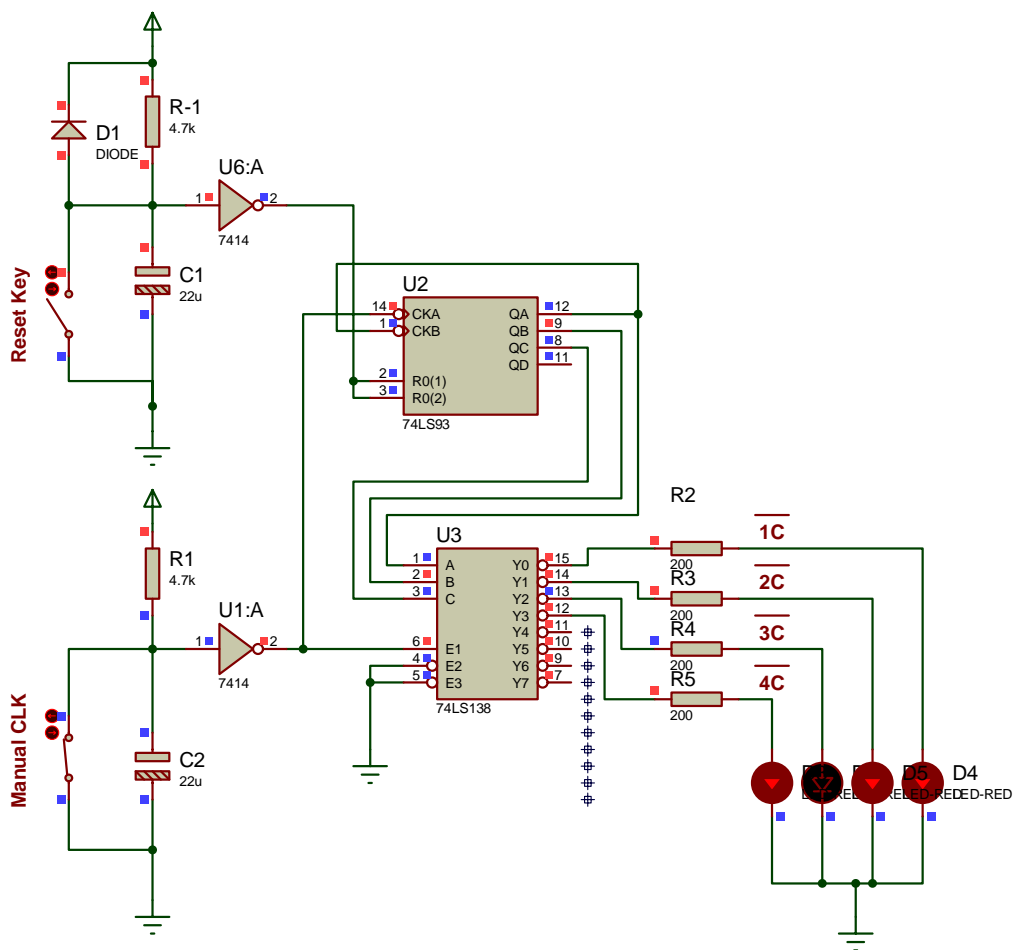 R-1
4.7k
D1
DIODE
U6:A
1
2
7414
C1
22u
Reset Key
U2
14 CKA QA 12
1 CKB QB 9
QC 8
QD 11
2 R0(1)
3 R0(2)
74LS93
R1
4.7k
U1:A
1
2
7414
C2
22u
Manual CLK
U3
1 A Y0 15
2 B Y1 14
3 C Y2 13
Y3 12
Y4 11
6 E1 Y5 10
4 E2 Y6 9
5 E3 Y7 7
74LS138
R2
200
1C
R3
200
2C
R4
200
3C
R5
200
4C
D5
D4
LED-RED